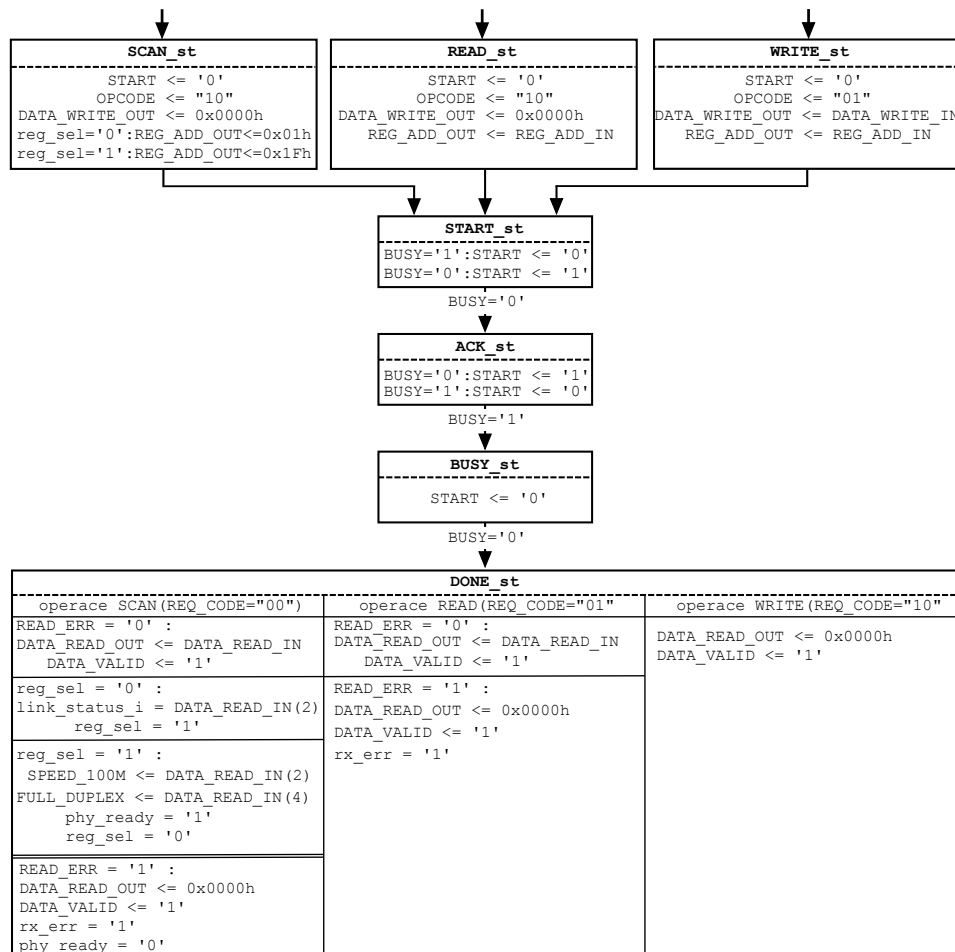 SCAN_st
START <= '0'
OPCODE <= "10"
DATA_WRITE_OUT <= 0x0000h
reg_sel='0':REG_ADD_OUT<=0x01h
reg_sel='1':REG_ADD_OUT<=0x1Fh
READ_st
START <= '0'
OPCODE <= "10"
DATA_WRITE_OUT <= 0x0000h
REG_ADD_OUT <= REG_ADD_IN
WRITE_st
START <= '0'
OPCODE <= "01"
DATA_WRITE_OUT <= DATA_WRITE_IN
REG_ADD_OUT <= REG_ADD_IN
START_st
BUSY='1':START <= '0'
BUSY='0':START <= '1'
BUSY='0'
ACK_st
BUSY='0':START <= '1'
BUSY='1':START <= '0'
BUSY='1'
BUSY_st
START <= '0'
BUSY='0'
DONE_st
operace SCAN(REQ_CODE="00")
READ_ERR = '0' :
DATA_READ_OUT <= DATA_READ_IN
DATA_VALID <= '1'
reg_sel = '0' :
link_status_i = DATA_READ_IN(2)
reg_sel = '1'
reg_sel = '1' :
SPEED_100M <= DATA_READ_IN(2)
FULL_DUPLEX <= DATA_READ_IN(4)
phy_ready = '1'
reg_sel = '0'
READ_ERR = '1' :
DATA_READ_OUT <= 0x0000h
DATA_VALID <= '1'
rx_err = '1'
phy_ready = '0'
operace READ(REQ_CODE="01"
READ_ERR = '0' :
DATA_READ_OUT <= DATA_READ_IN
DATA_VALID <= '1'
READ_ERR = '1' :
DATA_READ_OUT <= 0x0000h
DATA_VALID <= '1'
rx_err = '1'
operace WRITE(REQ_CODE="10"
DATA_READ_OUT <= 0x0000h
DATA_VALID <= '1'